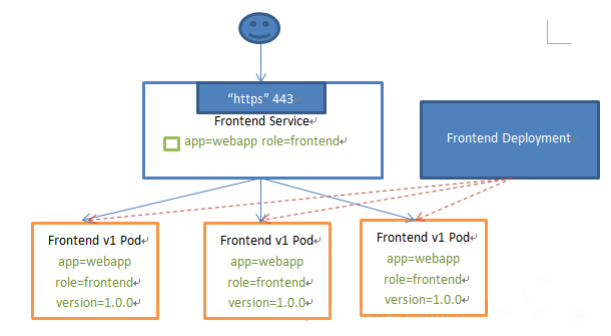 “https” 443
Frontend Service
app=webapp role=frontend
Frontend Deployment
Frontend v1 Pod
app=webapp
role=frontend
version=1.0.0
Frontend v1 Pod
app=webapp
role=frontend
version=1.0.0
Frontend v1 Pod
app=webapp
role=frontend
version=1.0.0